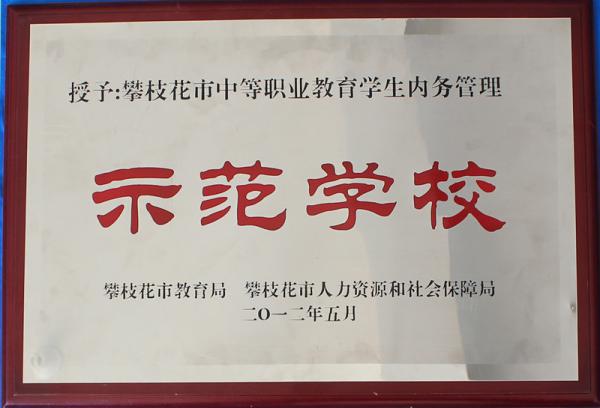 授予:攀枝花市中等职业教育学生内务管理
示范学校
攀枝花市教育局　攀枝花市人力资源和社会保障局
二〇一二年五月